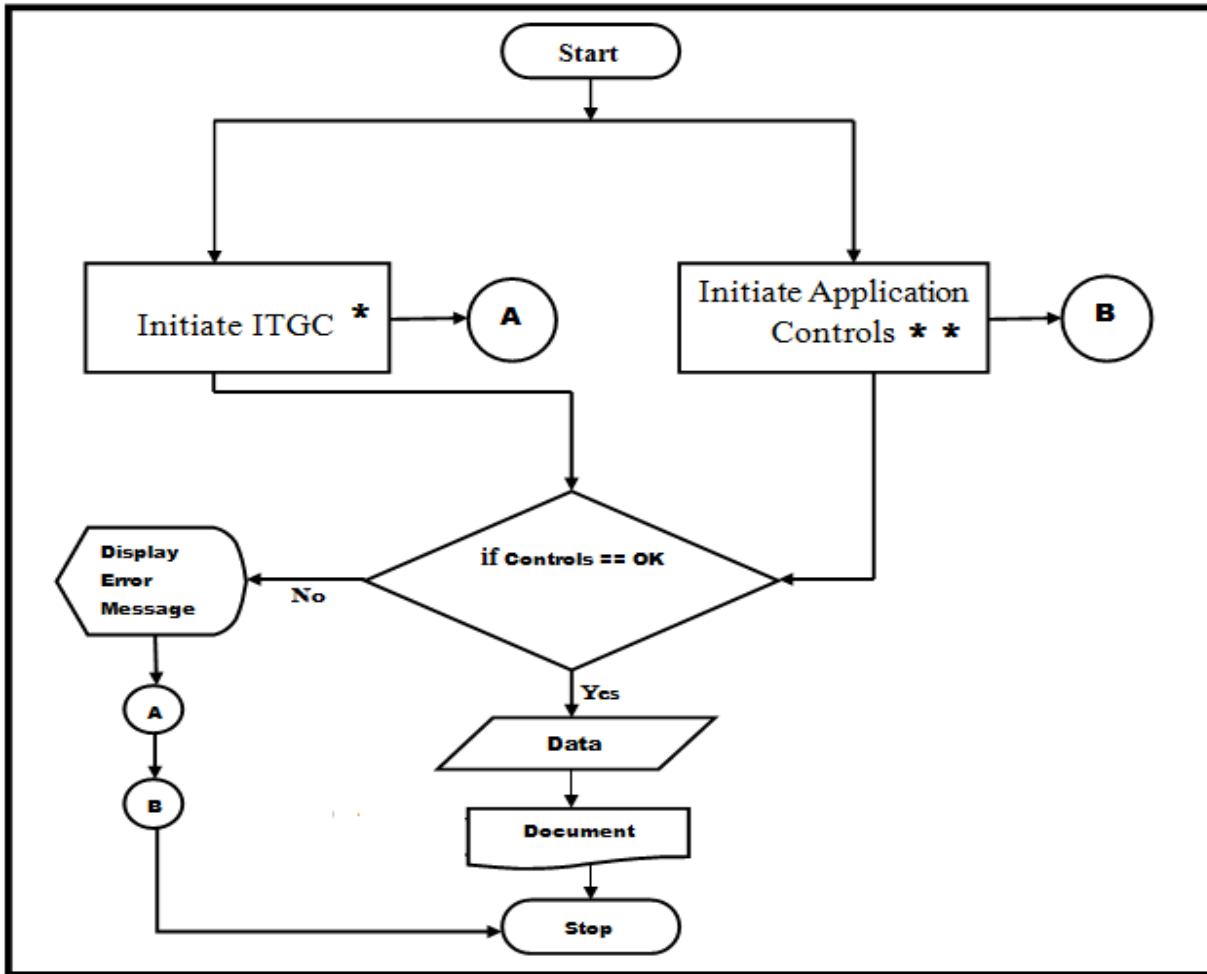 Start
Initiate ITGC *
A
Initiate Application
Controls * *
B
if Controls == OK
No
Display
Error
Message
Yes
A
Data
B
Document
Stop